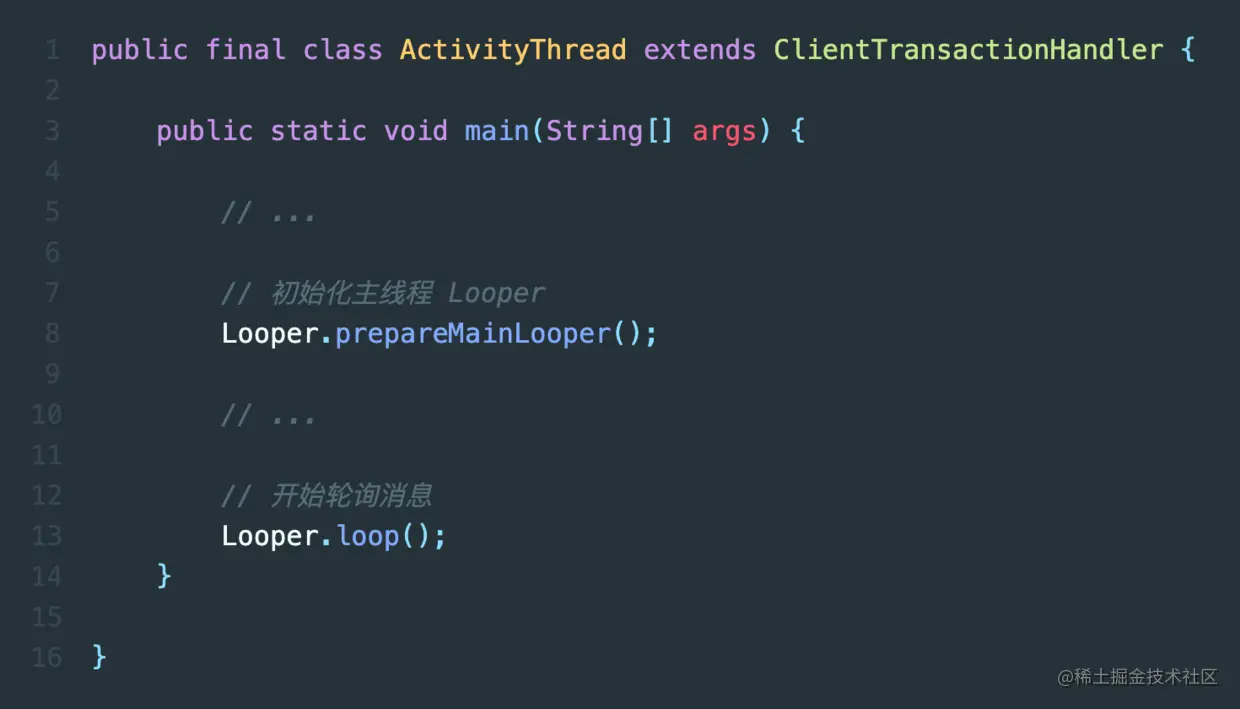 1 public final class ActivityThread extends ClientTransactionHandler {
2
3 public static void main(String[] args) {
4
5 // ...
6
7 // 初始化主线程 Looper
8 Looper.prepareMainLooper();
9
10 // ...
11
12 // 开始轮询消息
13 Looper.loop();
14 }
15
16 }
@稀土掘金技术社区